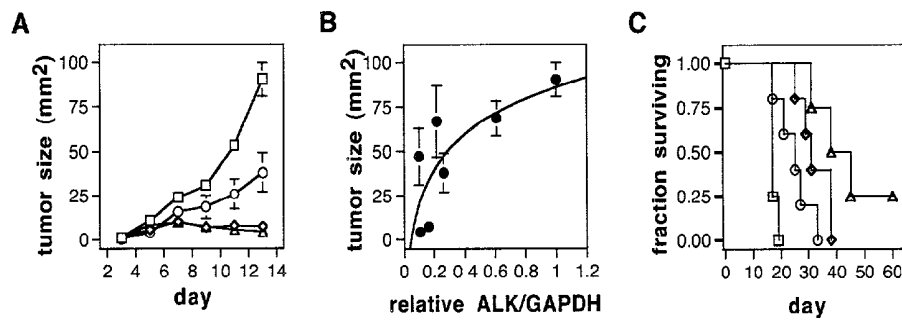 A
tumor size (mm²)
100
75
50
25
0
2 4 6 8 10 12 14
day
B
tumor size (mm²)
100
75
50
25
0
0 0.2 0.4 0.6 0.8 1 1.2
relative ALK/GAPDH
C
fraction surviving
1.00
0.75
0.50
0.25
0.00
0 10 20 30 40 50 60
day